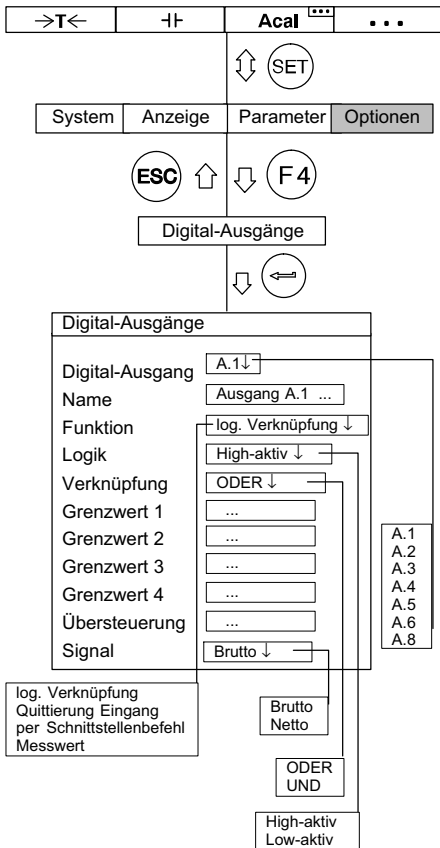 →T← ⊣⊢ Acal ... ...
SET
System Anzeige Parameter Optionen
ESC F4
Digital-Ausgänge
Digital-Ausgänge
Digital-Ausgang A.1↓
Name Ausgang A.1 ...
Funktion log. Verknüpfung ↓
Logik High-aktiv ↓
Verknüpfung ODER ↓
Grenzwert 1 ...
Grenzwert 2 ...
Grenzwert 3 ...
Grenzwert 4 ...
Übersteuerung ...
Signal Brutto ↓
A.1
A.2
A.3
A.4
A.5
A.6
A.8
log. Verknüpfung
Quittierung Eingang
per Schnittstellenbefehl
Messwert
Brutto
Netto
ODER
UND
High-aktiv
Low-aktiv